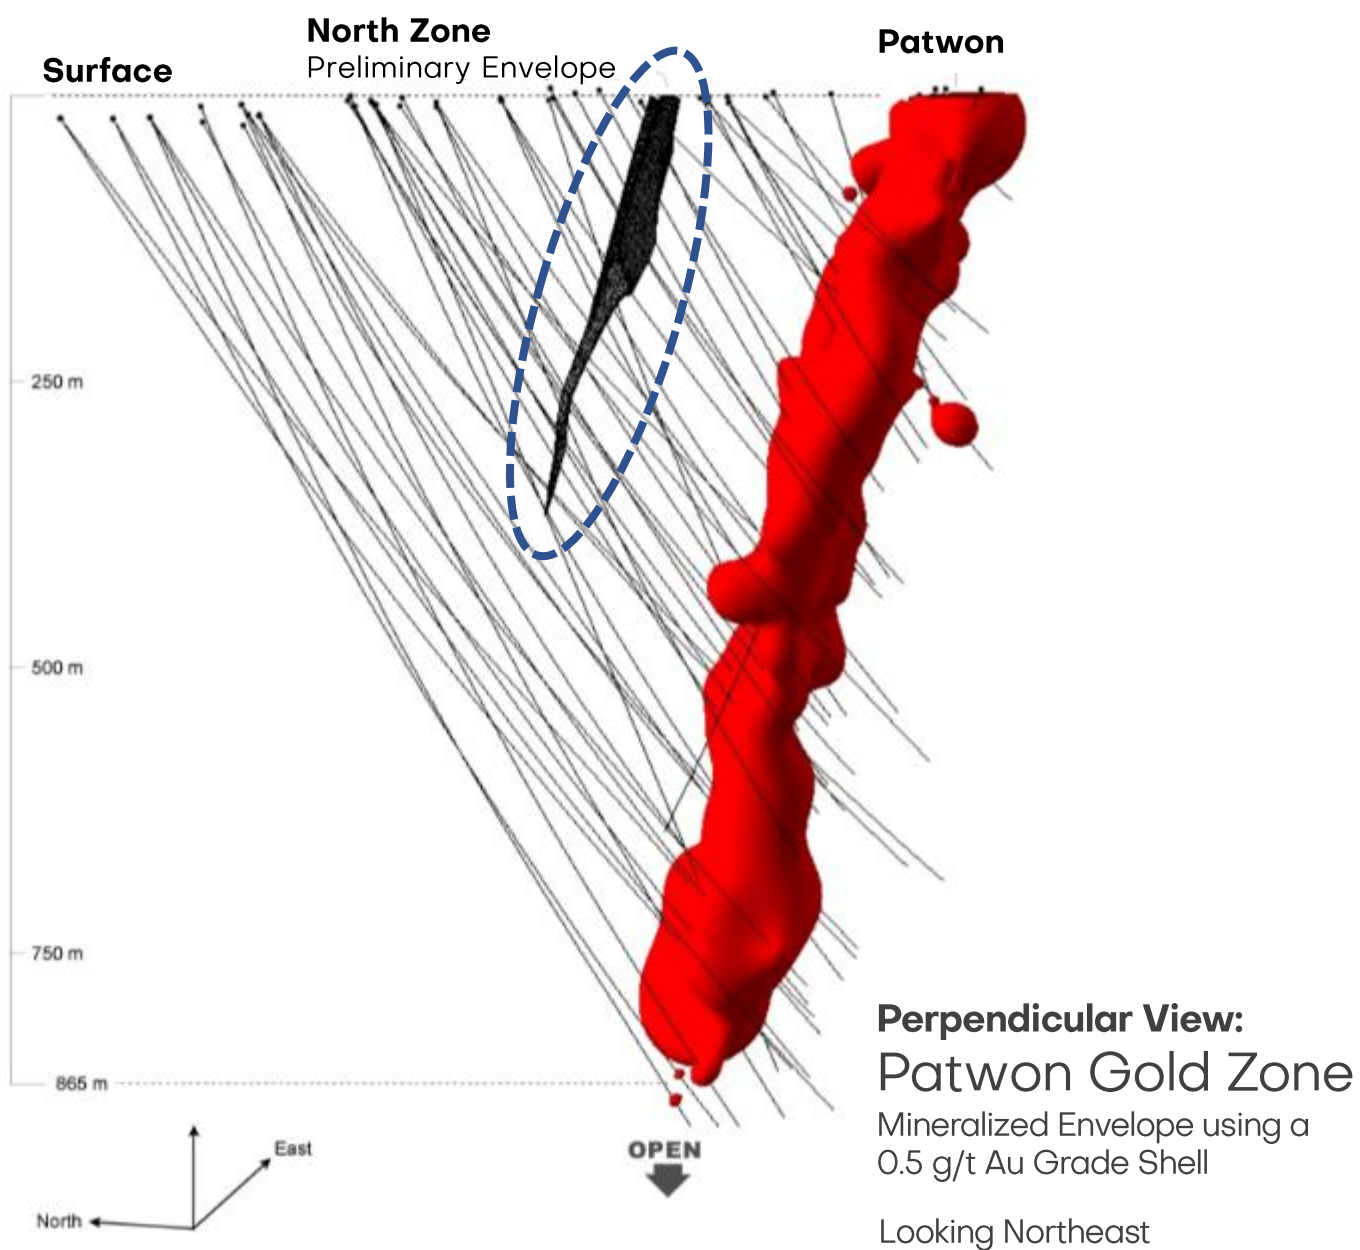 North Zone
Preliminary Envelope
Patwon
Surface
250 m
500 m
750 m
865 m
OPEN
East
North
Perpendicular View:
Patwon Gold Zone
Mineralized Envelope using a
0.5 g/t Au Grade Shell
Looking Northeast